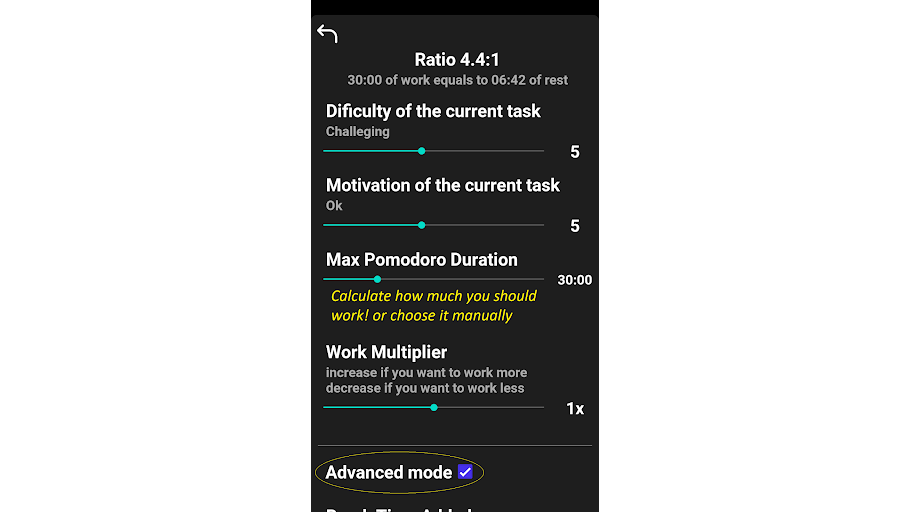 Ratio 4.4:1
30:00 of work equals to 06:42 of rest
Dificulty of the current task
Challeging
5
Motivation of the current task
Ok
5
Max Pomodoro Duration
30:00
Calculate how much you should
work! or choose it manually
Work Multiplier
increase if you want to work more
decrease if you want to work less
1x
Advanced mode